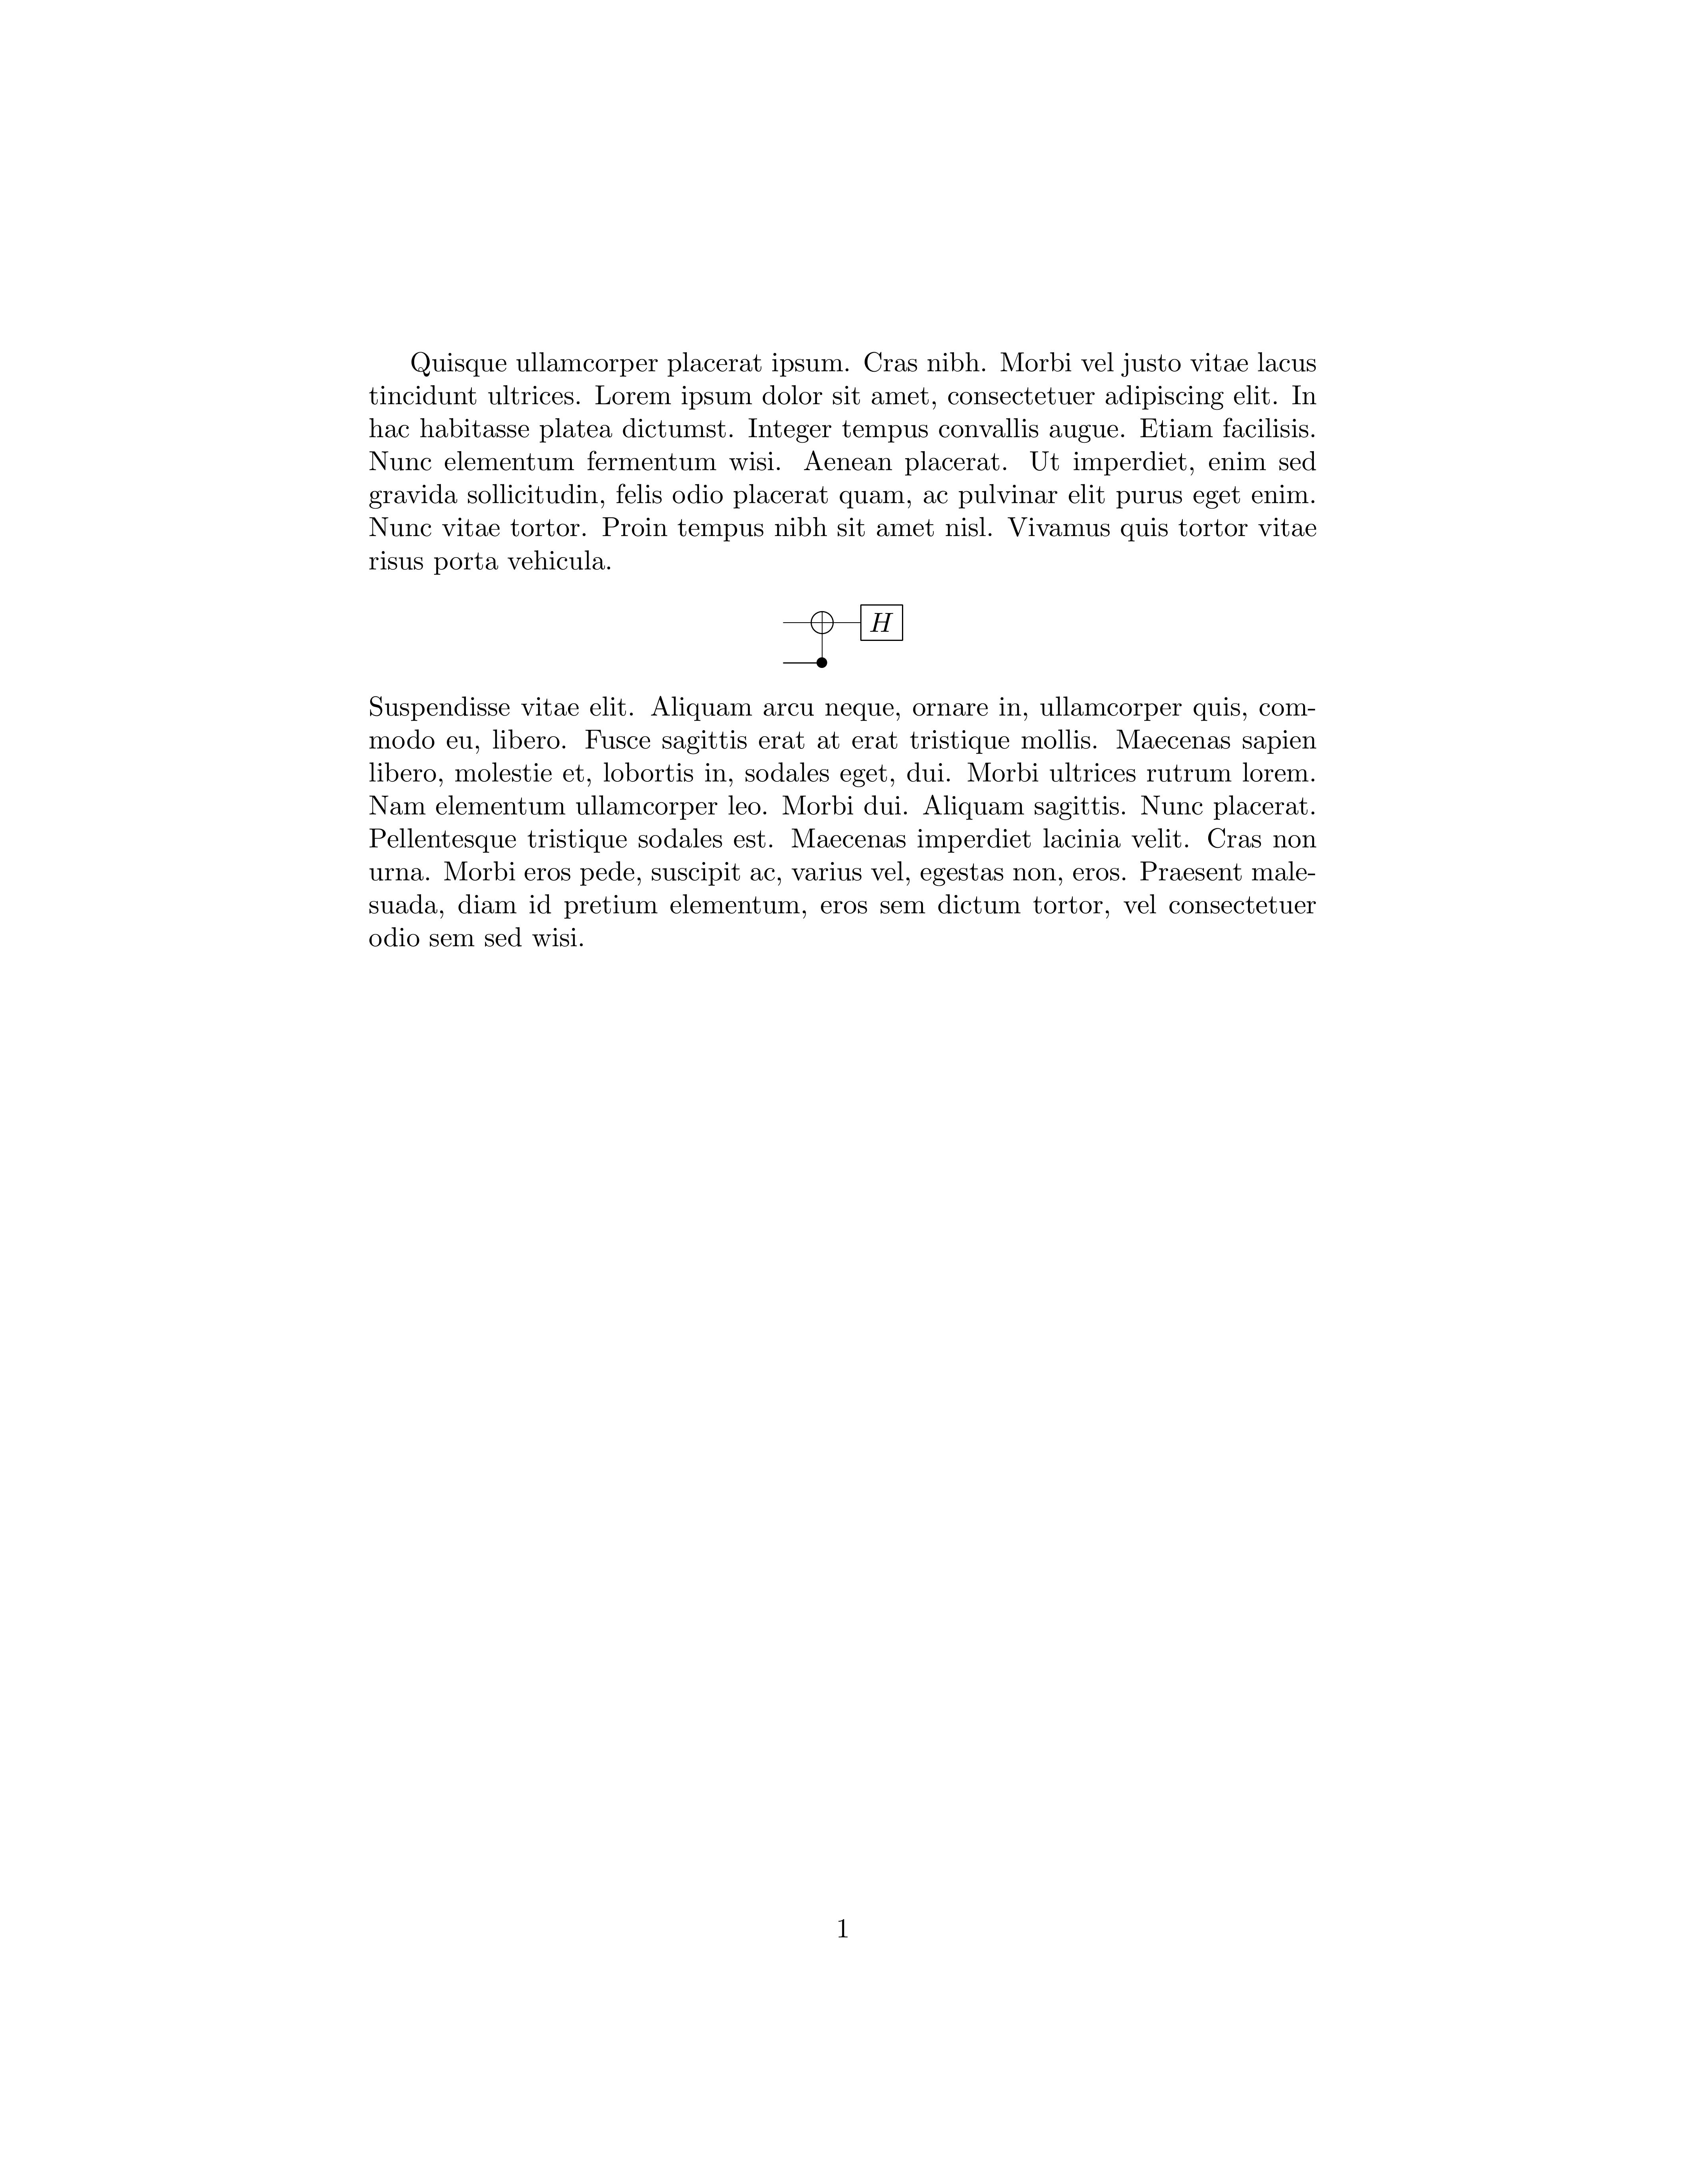 Quisque ullamcorper placerat ipsum. Cras nibh. Morbi vel justo vitae lacus
tincidunt ultrices. Lorem ipsum dolor sit amet, consectetuer adipiscing elit. In
hac habitasse platea dictumst. Integer tempus convallis augue. Etiam facilisis.
Nunc elementum fermentum wisi. Aenean placerat. Ut imperdiet, enim sed
gravida sollicitudin, felis odio placerat quam, ac pulvinar elit purus eget enim.
Nunc vitae tortor. Proin tempus nibh sit amet nisl. Vivamus quis tortor vitae
risus porta vehicula.
H
Suspendisse vitae elit. Aliquam arcu neque, ornare in, ullamcorper quis, com-
modo eu, libero. Fusce sagittis erat at erat tristique mollis. Maecenas sapien
libero, molestie et, lobortis in, sodales eget, dui. Morbi ultrices rutrum lorem.
Nam elementum ullamcorper leo. Morbi dui. Aliquam sagittis. Nunc placerat.
Pellentesque tristique sodales est. Maecenas imperdiet lacinia velit. Cras non
urna. Morbi eros pede, suscipit ac, varius vel, egestas non, eros. Praesent male-
suada, diam id pretium elementum, eros sem dictum tortor, vel consectetuer
odio sem sed wisi.
1